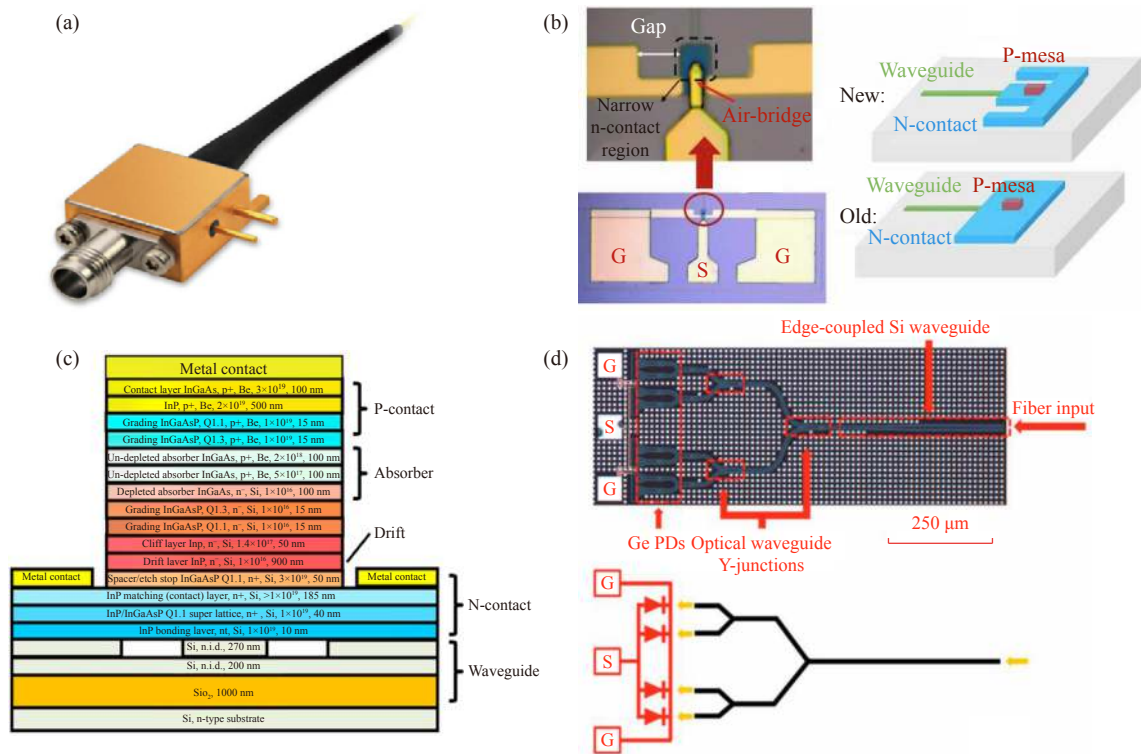 (a)
(b)
Gap
Narrow
n-contact
region
Air-bridge
G
S
G
New:
Waveguide
P-mesa
N-contact
Old:
Waveguide
P-mesa
N-contact
(c)
Metal contact
Contact layer InGaAs, p+, Be, 3×10¹⁹, 100 nm
InP, p+, Be, 2×10¹⁹, 500 nm
Grading InGaAsP, Q1.1, p+, Be, 1×10¹⁹, 15 nm
Grading InGaAsP, Q1.3, p+, Be, 1×10¹⁹, 15 nm
P-contact
Un-depleted absorber InGaAs, p+, Be, 2×10¹⁸, 100 nm
Un-depleted absorber InGaAs, p+, Be, 5×10¹⁷, 100 nm
Depleted absorber InGaAs, n⁻, Si, 1×10¹⁶, 100 nm
Absorber
Grading InGaAsP, Q1.3, n⁻, Si, 1×10¹⁶, 15 nm
Grading InGaAsP, Q1.1, n⁻, Si, 1×10¹⁶, 15 nm
Cliff layer Inp, n⁻, Si, 1.4×10¹⁷, 50 nm
Drift layer InP, n⁻, Si, 1×10¹⁶, 900 nm
Drift
Spacer/etch stop InGaAsP Q1.1, n+, Si, 3×10¹⁹, 50 nm
Metal contact
Metal contact
InP matching (contact) layer, n+, Si, >1×10¹⁹, 185 nm
InP/InGaAsP Q1.1 super lattice, n+ , Si, 1×10¹⁹, 40 nm
InP bonding laver, nt, Si, 1×10¹⁹, 10 nm
N-contact
Si, n.i.d., 270 nm
Si, n.i.d., 200 nm
Sio₂, 1000 nm
Waveguide
Si, n-type substrate
(d)
Edge-coupled Si waveguide
G
S
G
Fiber input
250 μm
Ge PDs
Optical waveguide
Y-junctions
G
S
G